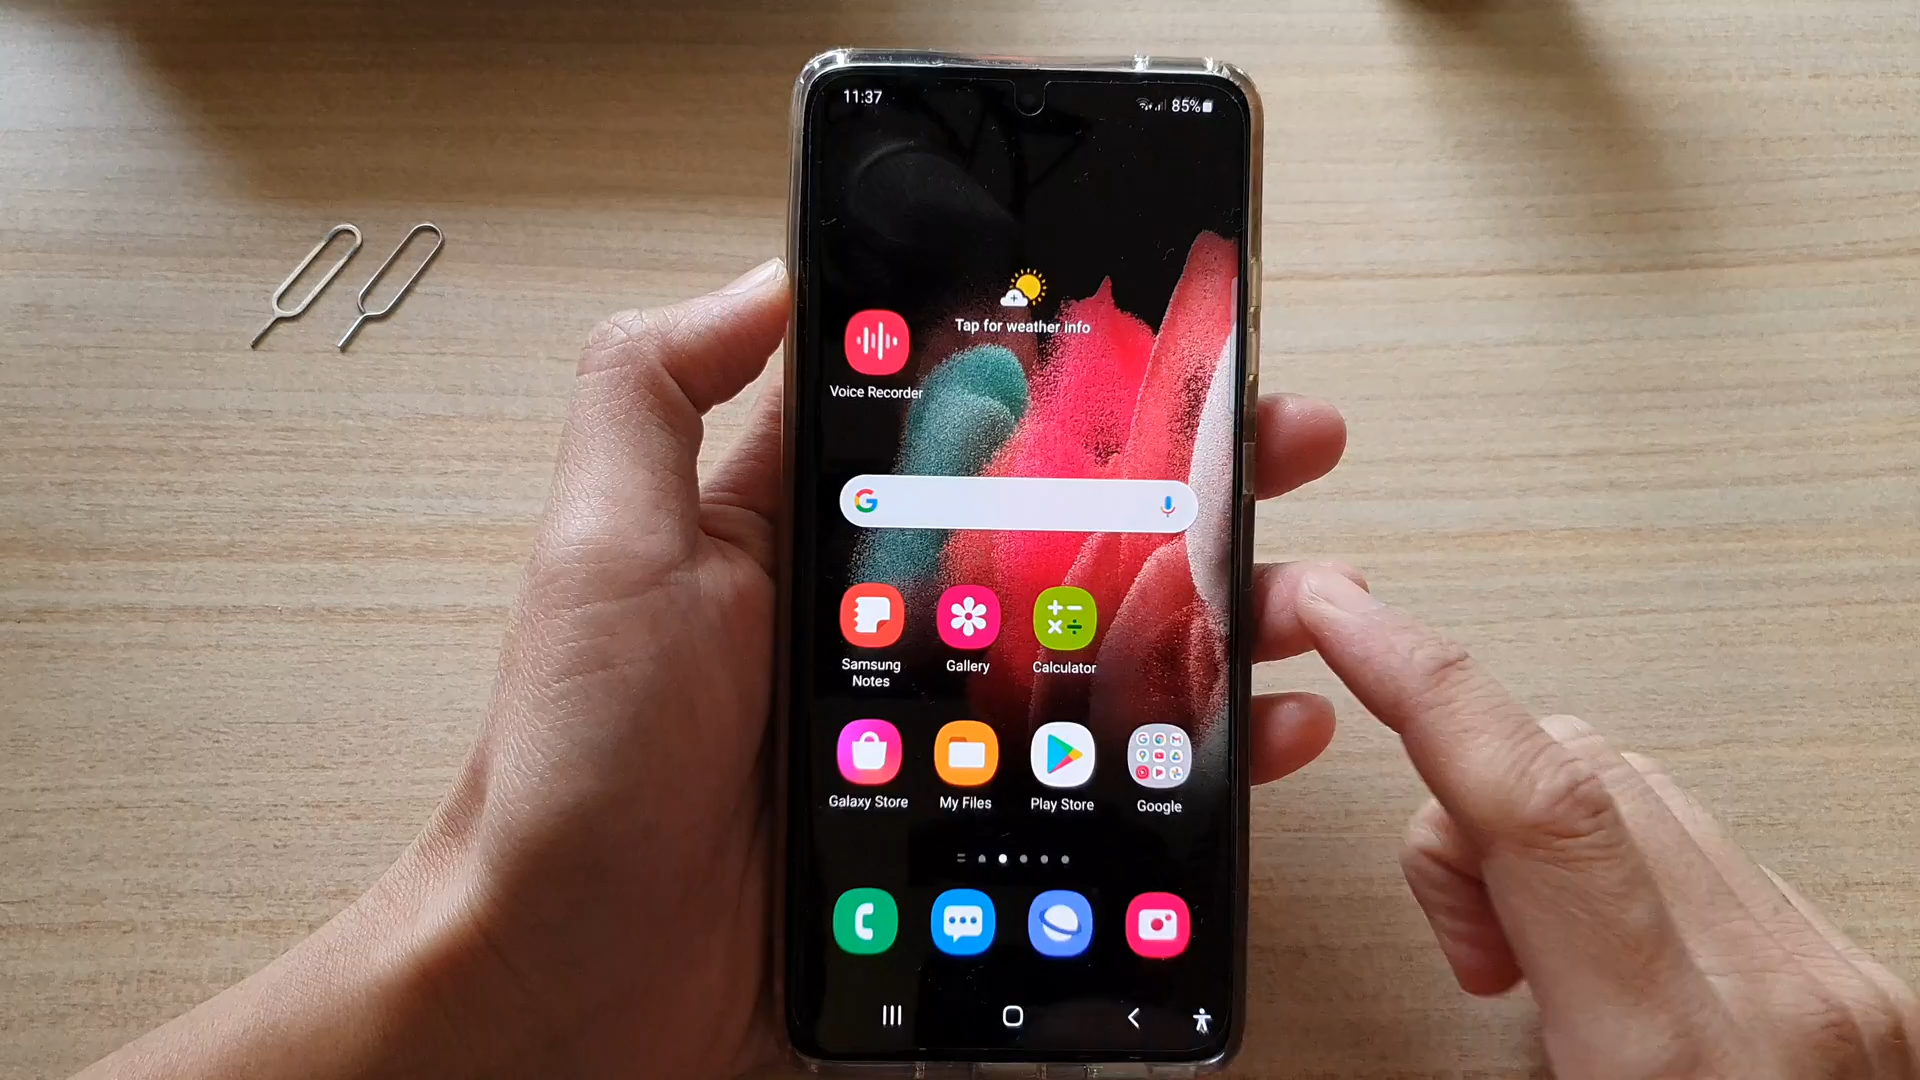 11:37
85%
Tap for weather info
Voice Recorder
G
Samsung
Notes
Gallery
Calculator
Galaxy Store
My Files
Play Store
Google